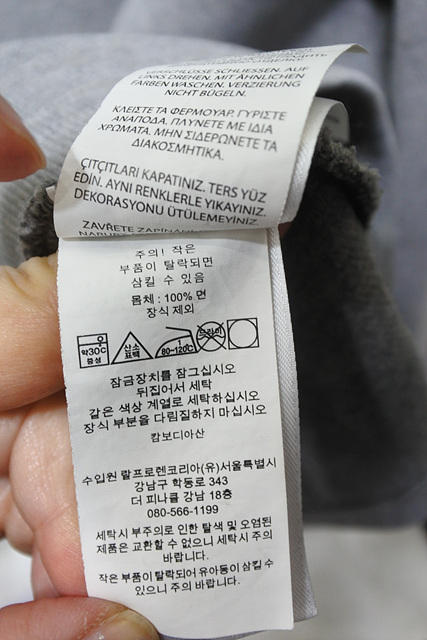 VERSCHLÜSSE SCHLIESSEN. AUF
LINKS DREHEN. MIT ÄHNLICHEN
FARBEN WASCHEN. VERZIERUNG
NICHT BÜGELN.
ΚΛΕΙΣΤΕ ΤΑ ΦΕΡΜΟΥΑΡ. ΓΥΡΙΣΤΕ
ΑΝΑΠΟΔΑ. ΠΛΥΝΕΤΕ ΜΕ ΙΔΙΑ
ΧΡΩΜΑΤΑ. ΜΗΝ ΣΙΔΕΡΩΝΕΤΕ ΤΑ
ΔΙΑΚΟΣΜΗΤΙΚΑ.
ÇITÇITLARI KAPATINIZ. TERS YÜZ
EDİN. AYNI RENKLERLE YIKAYINIZ.
DEKORASYONU ÜTÜLEMEYINIZ.
ZAVŘETE ZAPÍNÁNÍ
주의! 작은
부품이 탈락되면
삼킬 수 있음
몸체 : 100% 면
장식 제외
약30℃ 중성
산소 표백
80~120℃
드라이
잠금장치를 잠그십시오
뒤집어서 세탁
같은 색상 계열로 세탁하십시오
장식 부분을 다림질하지 마십시오
캄보디아산
수입원 랄프로렌코리아(유)서울특별시
강남구 학동로 343
더 피나클 강남 18층
080-566-1199
세탁시 부주의로 인한 탈색 및 오염된
제품은 교환할 수 없으니 세탁시 주의
바랍니다.
작은 부품이 탈락되어 유아동이 삼킬 수
있으니 주의 바랍니다.